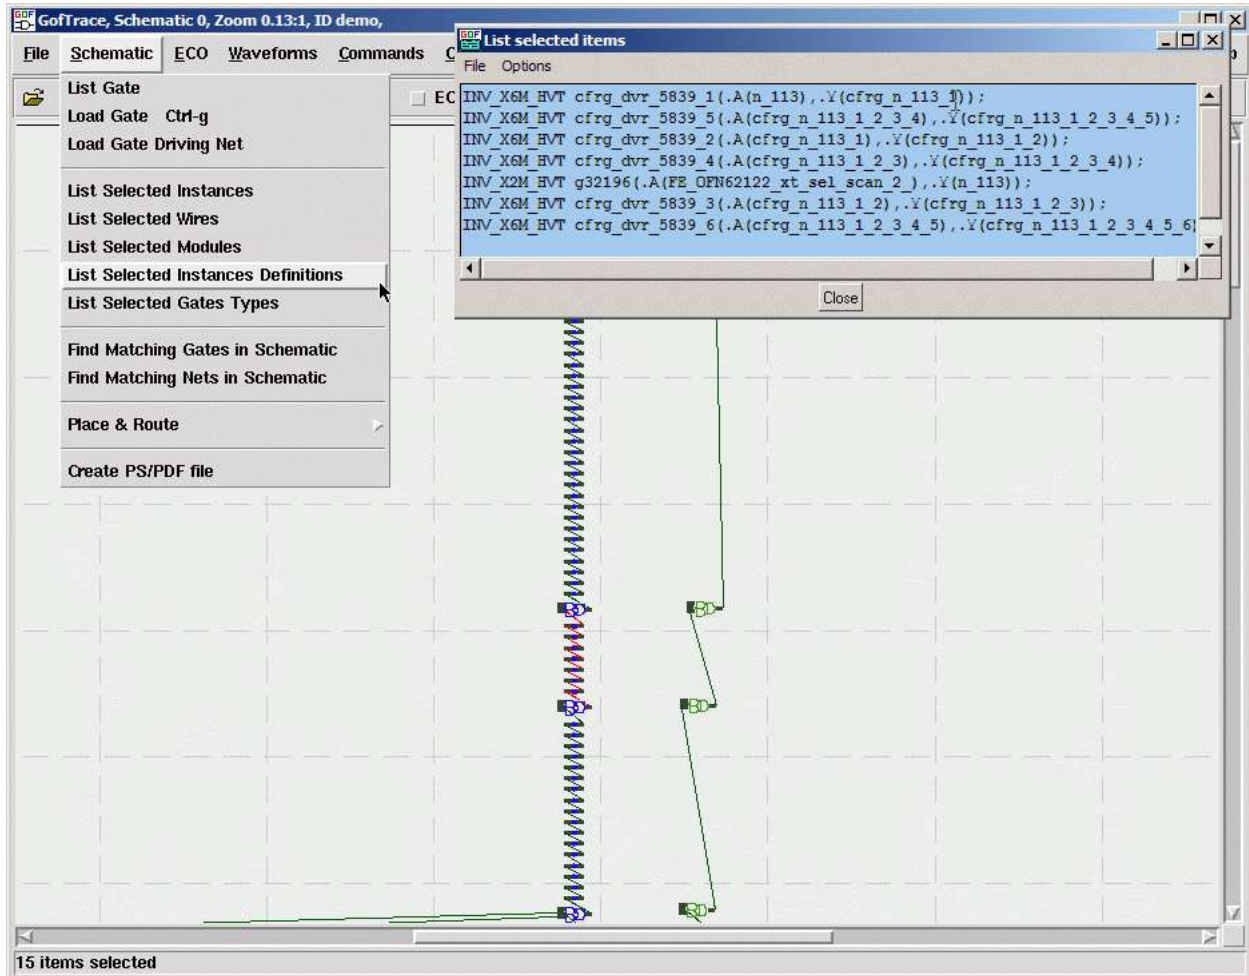 GofTrace, Schematic 0, Zoom 0.13:1, ID demo,
File Schematic ECO Waveforms Commands
List Gate
Load Gate Ctrl-g
Load Gate Driving Net
List Selected Instances
List Selected Wires
List Selected Modules
List Selected Instances Definitions
List Selected Gates Types
Find Matching Gates in Schematic
Find Matching Nets in Schematic
Place & Route
Create PS/PDF file
EC
List selected items
File Options
INV_X6M_HVT cfrg_dvr_5839_1(.A(n_113),.Y(cfrg_n_113_1));
INV_X6M_HVT cfrg_dvr_5839_5(.A(cfrg_n_113_1_2_3_4),.Y(cfrg_n_113_1_2_3_4_5));
INV_X6M_HVT cfrg_dvr_5839_2(.A(cfrg_n_113_1),.Y(cfrg_n_113_1_2));
INV_X6M_HVT cfrg_dvr_5839_4(.A(cfrg_n_113_1_2_3),.Y(cfrg_n_113_1_2_3_4));
INV_X2M_HVT g32196(.A(FE_OFN62122_xt_sel_scan_2_),.Y(n_113));
INV_X6M_HVT cfrg_dvr_5839_3(.A(cfrg_n_113_1_2),.Y(cfrg_n_113_1_2_3));
INV_X6M_HVT cfrg_dvr_5839_6(.A(cfrg_n_113_1_2_3_4_5),.Y(cfrg_n_113_1_2_3_4_5_6)
Close
15 items selected